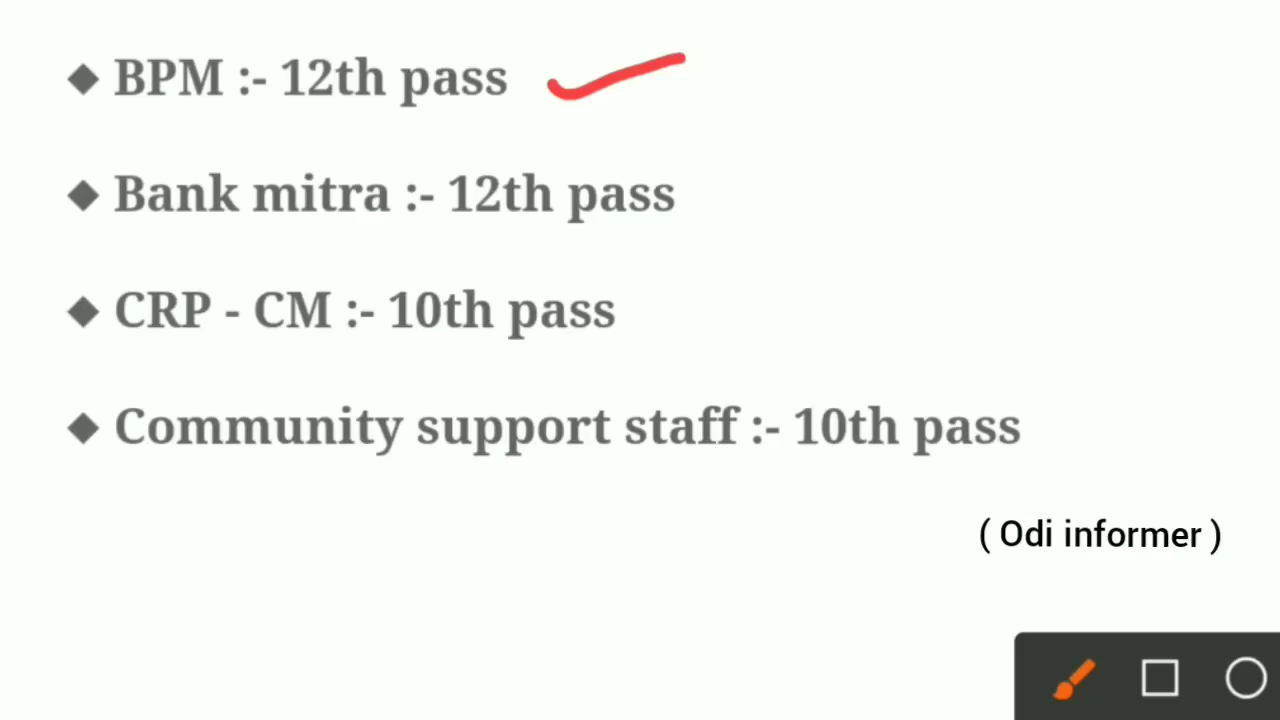 ◆ BPM :- 12th pass
◆ Bank mitra :- 12th pass
◆ CRP - CM :- 10th pass
◆ Community support staff :- 10th pass
( Odi informer )